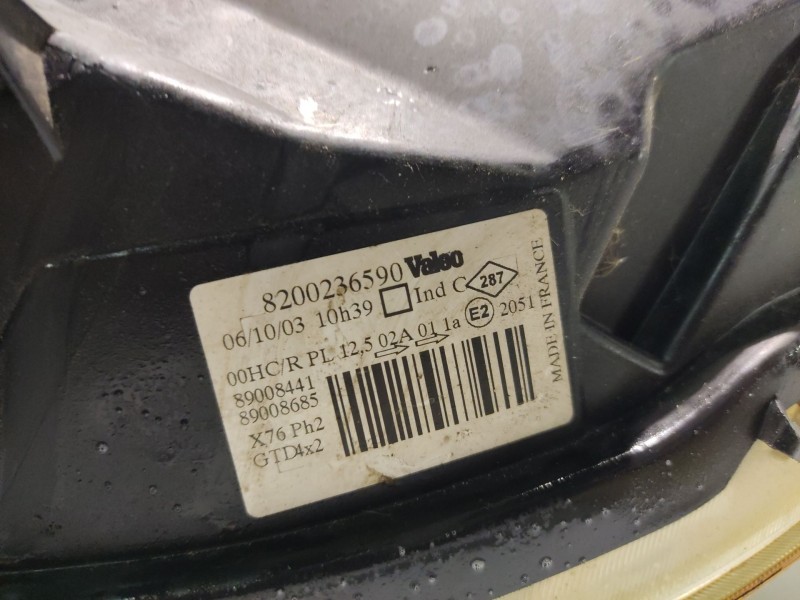 8200236590 Valeo
06/10/03 10h39 Ind C 287
00HC/R PL 12,5 02A 01 1a E2 2051
89008441
89008685
X76 Ph2
GTD4x2
MADE IN FRANCE